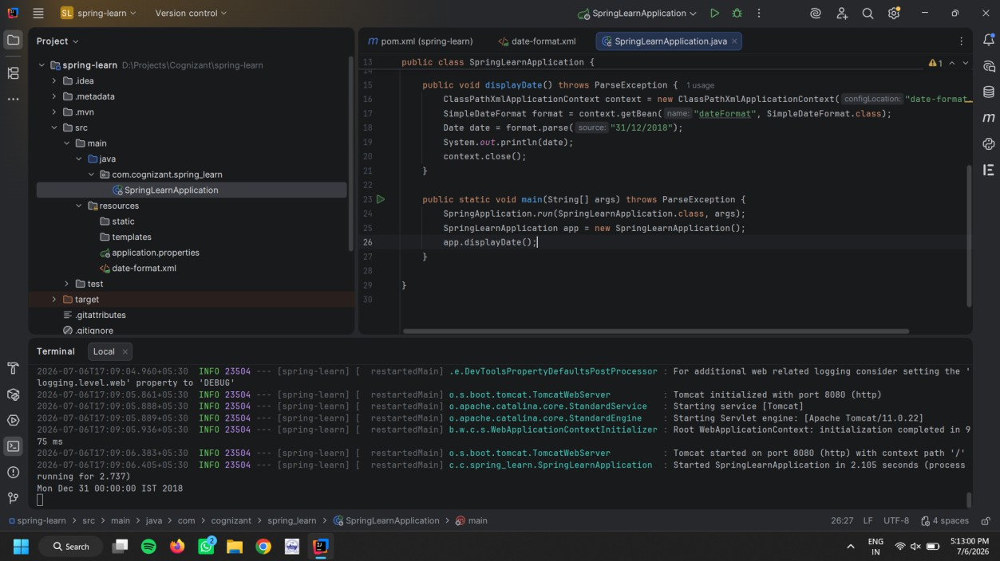 SL spring-learn Version control SpringLearnApplication
Project
pom.xml (spring-learn) date-format.xml SpringLearnApplication.java
spring-learn D:\Projects\Cognizant\spring-learn
.idea
.metadata
.mvn
src
main
java
com.cognizant.spring_learn
SpringLearnApplication
resources
static
templates
application.properties
date-format.xml
test
target
.gitattributes
.gitignore
13 public class SpringLearnApplication { 1
14
15 public void displayDate() throws ParseException { 1 usage
16 ClassPathXmlApplicationContext context = new ClassPathXmlApplicationContext( configLocation: "date-format
17 SimpleDateFormat format = context.getBean( name: "dateFormat", SimpleDateFormat.class);
18 Date date = format.parse( source: "31/12/2018");
19 System.out.println(date);
20 context.close();
21 }
22
23 public static void main(String[] args) throws ParseException {
24 SpringApplication.run(SpringLearnApplication.class, args);
25 SpringLearnApplication app = new SpringLearnApplication();
26 app.displayDate();
27 }
28
29 }
30
Terminal Local
2026-07-06T17:09:04.960+05:30 INFO 23504 --- [spring-learn] [ restartedMain] .e.DevToolsPropertyDefaultsPostProcessor : For additional web related logging consider setting the '
logging.level.web' property to 'DEBUG'
2026-07-06T17:09:05.861+05:30 INFO 23504 --- [spring-learn] [ restartedMain] o.s.boot.tomcat.TomcatWebServer : Tomcat initialized with port 8080 (http)
2026-07-06T17:09:05.888+05:30 INFO 23504 --- [spring-learn] [ restartedMain] o.apache.catalina.core.StandardService : Starting service [Tomcat]
2026-07-06T17:09:05.889+05:30 INFO 23504 --- [spring-learn] [ restartedMain] o.apache.catalina.core.StandardEngine : Starting Servlet engine: [Apache Tomcat/11.0.22]
2026-07-06T17:09:05.936+05:30 INFO 23504 --- [spring-learn] [ restartedMain] b.w.c.s.WebApplicationContextInitializer : Root WebApplicationContext: initialization completed in 9
75 ms
2026-07-06T17:09:06.383+05:30 INFO 23504 --- [spring-learn] [ restartedMain] o.s.boot.tomcat.TomcatWebServer : Tomcat started on port 8080 (http) with context path '/'
2026-07-06T17:09:06.405+05:30 INFO 23504 --- [spring-learn] [ restartedMain] c.c.spring_learn.SpringLearnApplication : Started SpringLearnApplication in 2.105 seconds (process
running for 2.737)
Mon Dec 31 00:00:00 IST 2018
spring-learn > src > main > java > com > cognizant > spring_learn > SpringLearnApplication > main 26:27 LF UTF-8 4 spaces
Search 2 ENG 5:13:00 PM
IN 7/6/2026